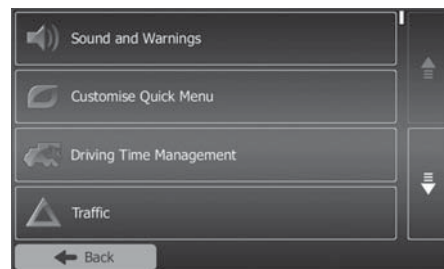 Sound and Warnings
Customise Quick Menu
Driving Time Management
Traffic
Back